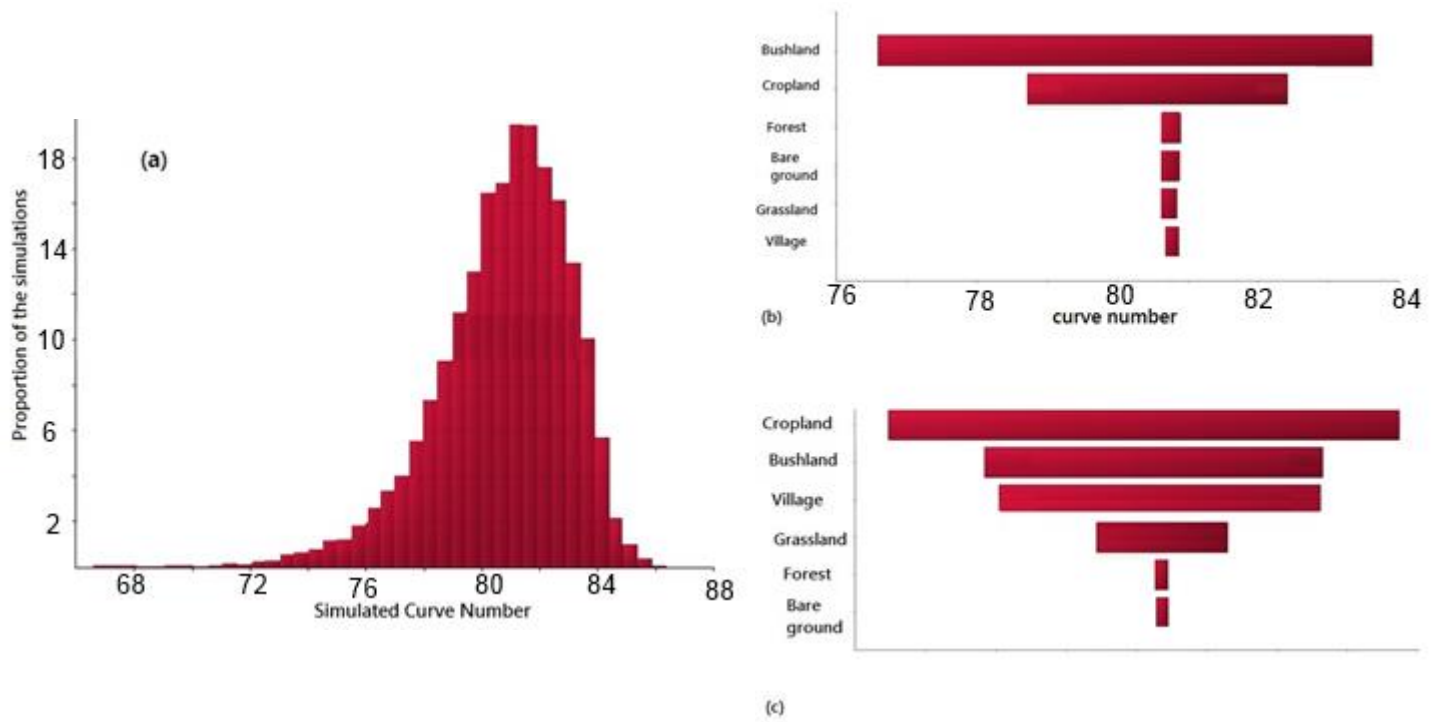 (a)
Proportion of the simulations
18
14
10
6
2
68 72 76 80 84 88
Simulated Curve Number
Bushland
Cropland
Forest
Bare
ground
Grassland
Village
76 78 80 82 84
curve number
(b)
Cropland
Bushland
Village
Grassland
Forest
Bare
ground
(c)